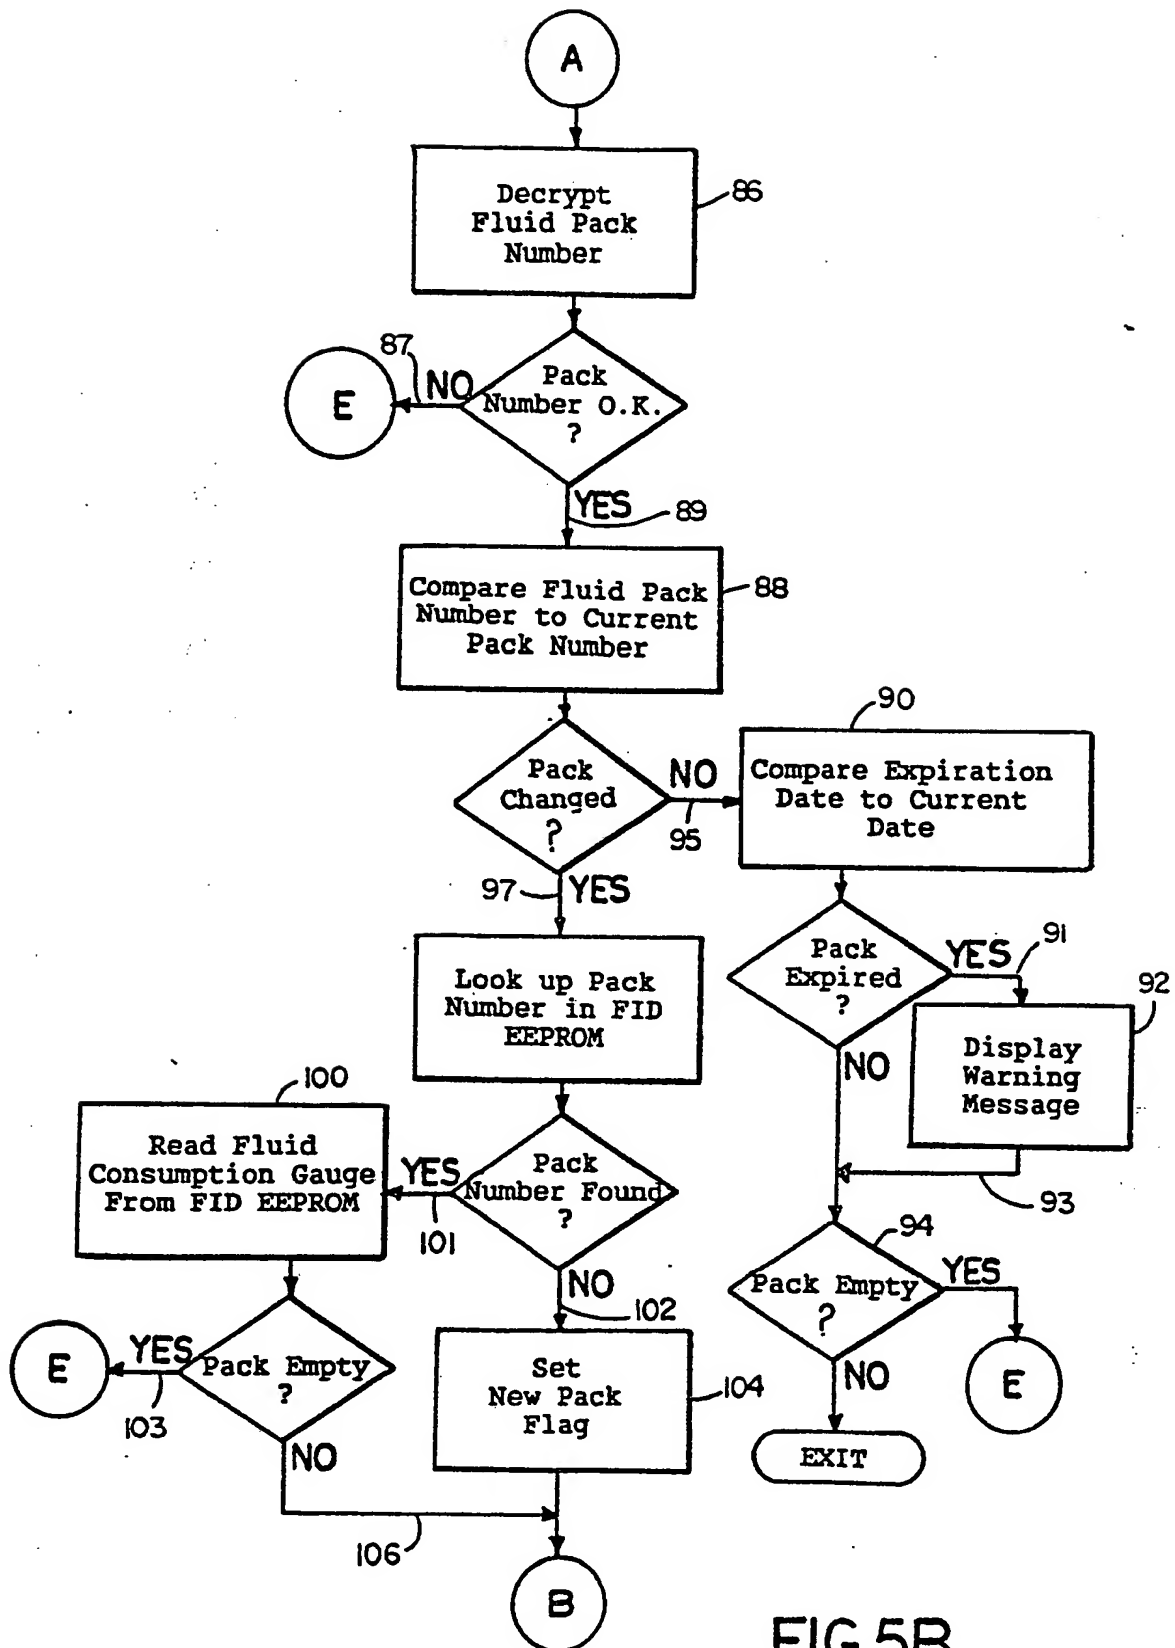 A
Decrypt
Fluid Pack
Number
86
87
NO
E
Pack
Number O.K.
?
YES
89
Compare Fluid Pack
Number to Current
Pack Number
88
90
Pack
Changed
?
NO
95
Compare Expiration
Date to Current
Date
97
YES
Look up Pack
Number in FID
EEPROM
Pack
Expired
?
YES
91
92
Display
Warning
Message
NO
93
100
Read Fluid
Consumption Gauge
From FID EEPROM
YES
101
Pack
Number Found
?
NO
102
94
Pack Empty
?
YES
E
NO
EXIT
E
YES
103
Pack Empty
?
NO
Set
New Pack
Flag
104
106
B
FIG.5B